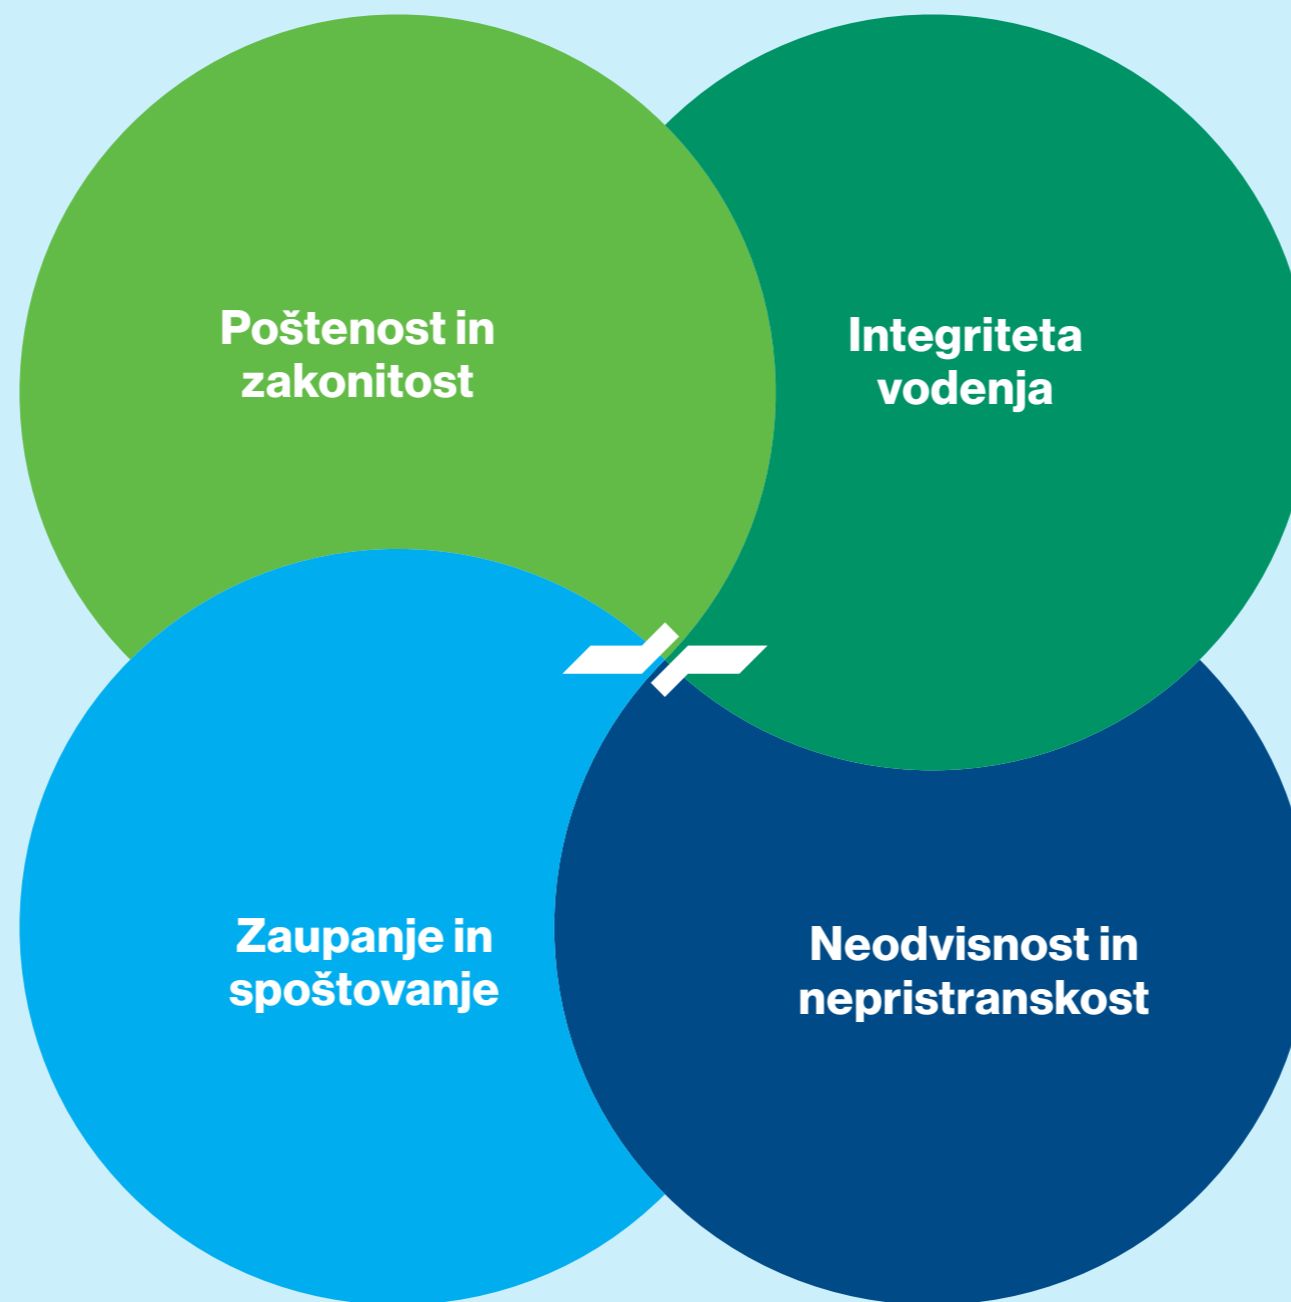 Poštenost in
zakonitost
Integriteta
vodenja
Zaupanje in
spoštovanje
Neodvisnost in
nepristranskost